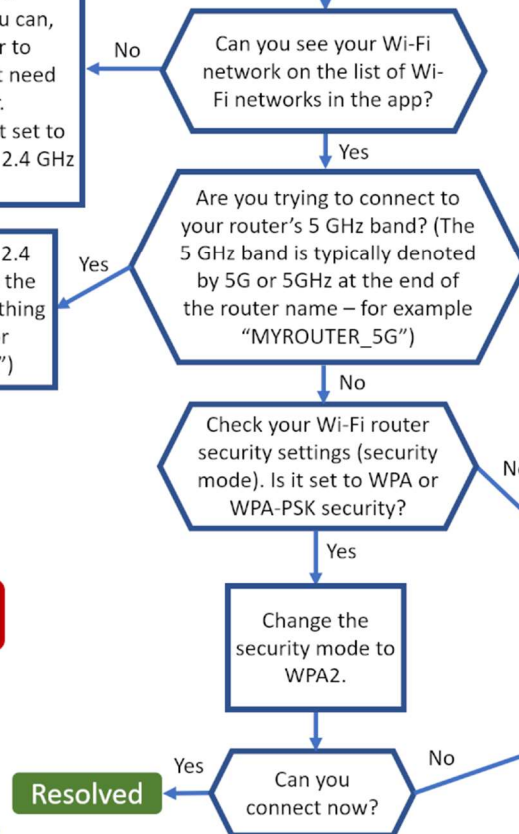 u can,
r to
t need
t set to
2.4 GHz
No
Can you see your Wi-Fi
network on the list of Wi-
Fi networks in the app?
Yes
Are you trying to connect to
your router's 5 GHz band? (The
5 GHz band is typically denoted
by 5G or 5GHz at the end of
the router name – for example
“MYROUTER_5G”)
Yes
2.4
the
thing
r
”)
No
Check your Wi-Fi router
security settings (security
mode). Is it set to WPA or
WPA-PSK security?
No
Yes
Change the
security mode to
WPA2.
Can you
connect now?
Yes
No
Resolved